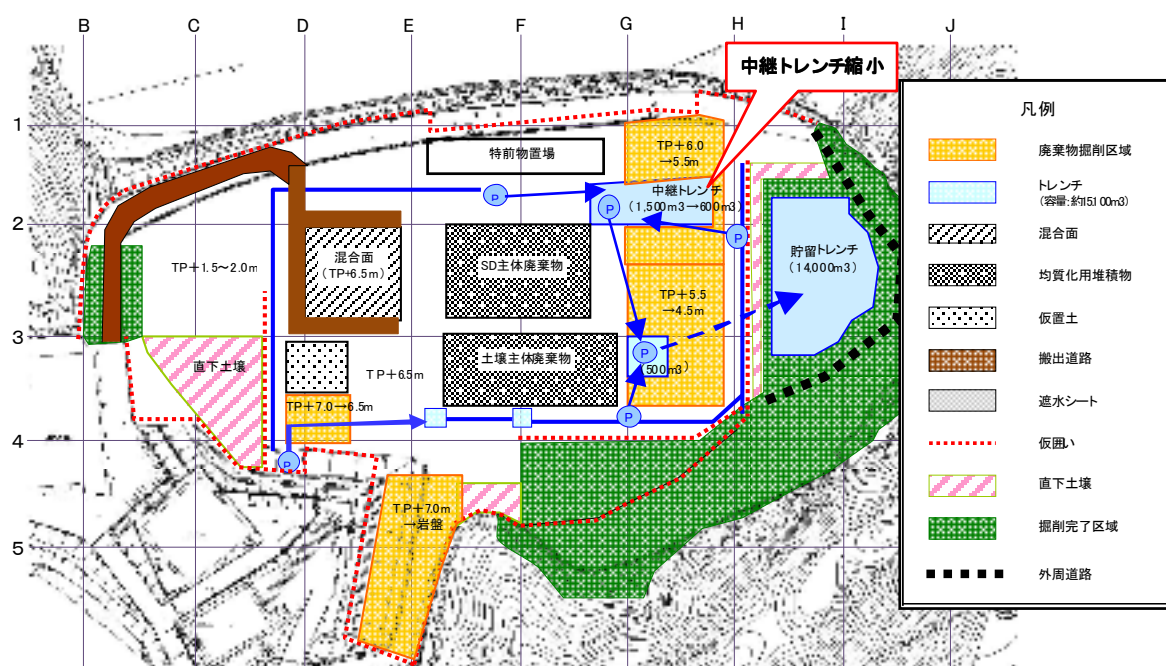 B C D E F G H I J
中継トレンチ縮小
凡例
1
特前物置場
TP+6.0
→5.5m
廃棄物掘削区域
中継トレンチ
(1,500m3→600m3)
P
P
トレンチ
(容量:約15100m3)
2
混合面
(TP+6.5m)
SD主体廃棄物
P
貯留トレンチ
(14,000m3)
混合面
TP+1.5~2.0m
均質化用堆積物
TP+5.5
→4.5m
仮置土
3
直下土壌
TP+6.5m
土壌主体廃棄物
P
(500m3)
搬出道路
TP+7.0→6.5m
P
遮水シート
4
P
仮囲い
直下土壌
TP+7.0m
→岩盤
掘削完了区域
5
外周道路